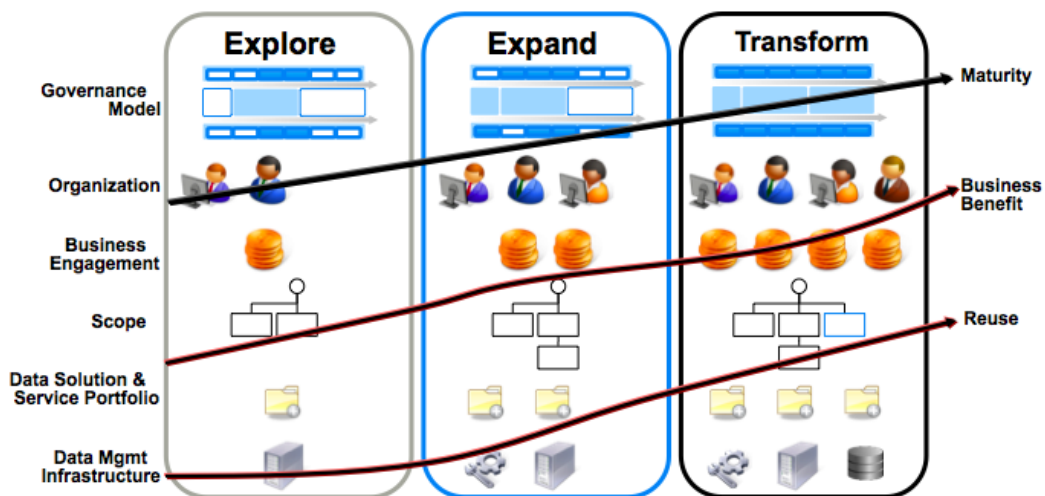 Explore
Expand
Transform
Governance
Model
Maturity
Organization
Business
Benefit
Business
Engagement
Scope
Reuse
Data Solution &
Service Portfolio
Data Mgmt
Infrastructure